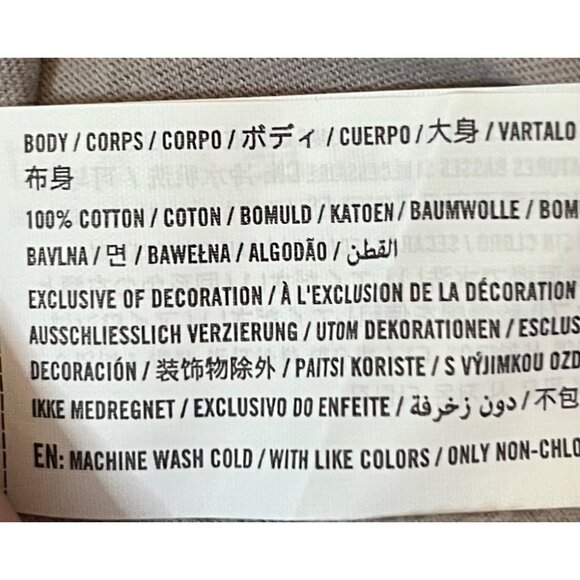 BODY / CORPS / CORPO / ボディ / CUERPO / 大身 / VARTALO
布身
100% COTTON / COTON / BOMULD / KATOEN / BAUMWOLLE / BOM
BAVLNA / 면 / BAWEŁNA / ALGODÃO / القطن
EXCLUSIVE OF DECORATION / À L'EXCLUSION DE LA DÉCORATION
AUSSCHLIESSLICH VERZIERUNG / UTOM DEKORATIONEN / ESCLUS
DECORACIÓN / 装饰物除外 / PAITSI KORISTE / S VÝJIMKOU OZD
IKKE MEDREGNET / EXCLUSIVO DO ENFEITE / دون زخرفة / 不包
EN: MACHINE WASH COLD / WITH LIKE COLORS / ONLY NON-CHLO